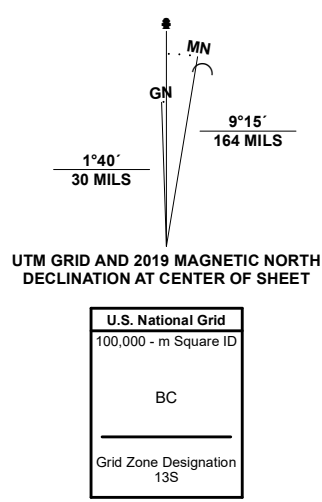 MN
GN
9°15´
164 MILS
1°40´
30 MILS
UTM GRID AND 2019 MAGNETIC NORTH
DECLINATION AT CENTER OF SHEET
U.S. National Grid
100,000 - m Square ID
BC
Grid Zone Designation
13S